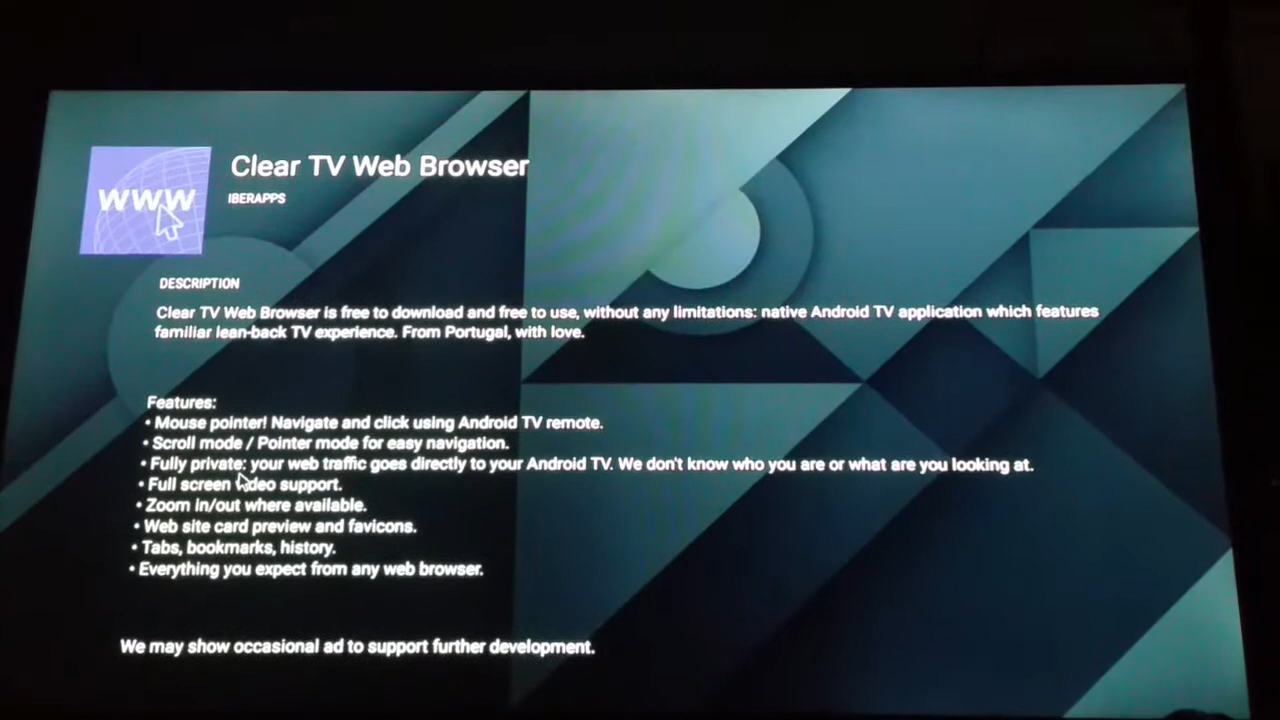 www
Clear TV Web Browser
IBERAPPS
DESCRIPTION
Clear TV Web Browser is free to download and free to use, without any limitations: native Android TV application which features
familiar lean-back TV experience. From Portugal, with love.
Features:
• Mouse pointer! Navigate and click using Android TV remote.
• Scroll mode / Pointer mode for easy navigation.
• Fully private: your web traffic goes directly to your Android TV. We don't know who you are or what are you looking at.
• Full screen video support.
• Zoom in/out where available.
• Web site card preview and favicons.
• Tabs, bookmarks, history.
• Everything you expect from any web browser.
We may show occasional ad to support further development.